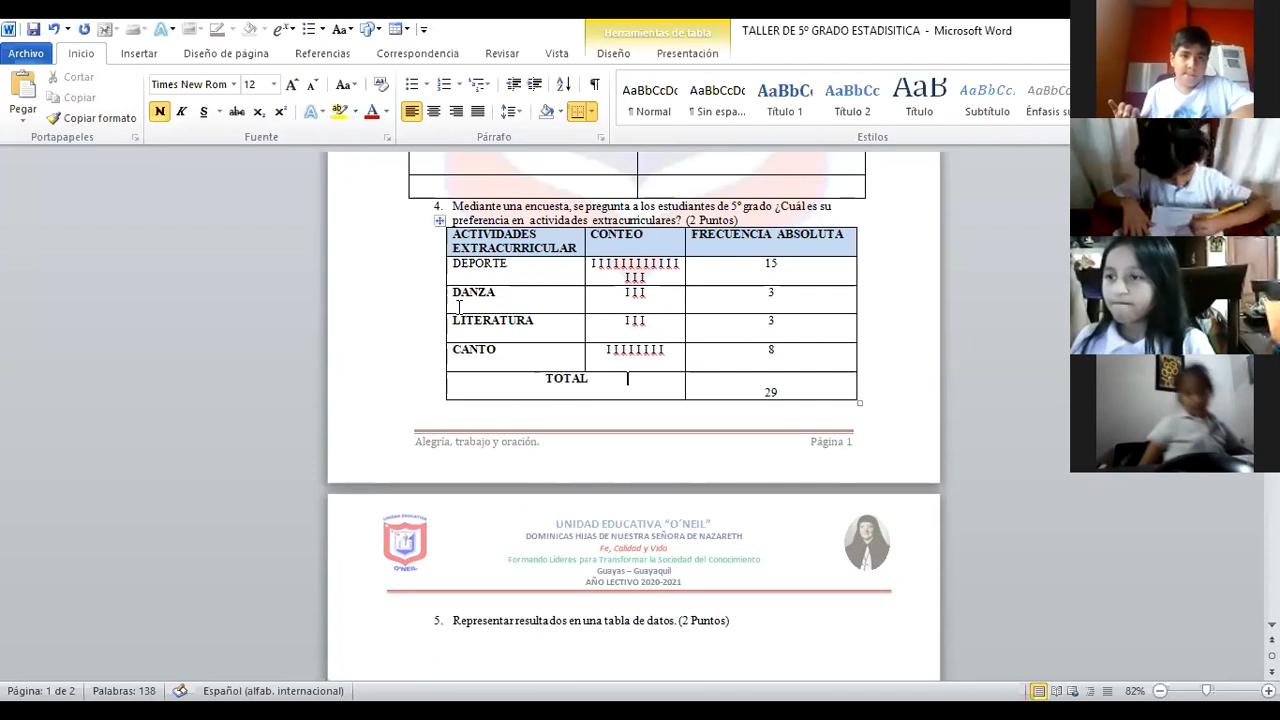 TALLER DE 5º GRADO ESTADISITICA - Microsoft Word
Herramientas de tabla
Archivo Inicio Insertar Diseño de página Referencias Correspondencia Revisar Vista Diseño Presentación
Cortar
Copiar
Copiar formato
Pegar
Times New Rom 12
AaBbCcDc AaBbCcDc AaBbC AaBbCc AaB AaBbCc. AaBbCc
¶ Normal ¶ Sin espa... Título 1 Título 2 Título Subtítulo Énfasis su
Portapapeles Fuente Párrafo Estilos
4. Mediante una encuesta, se pregunta a los estudiantes de 5º grado ¿Cuál es su
preferencia en actividades extracurriculares? (2 Puntos)
ACTIVIDADES EXTRACURRICULAR CONTEO FRECUENCIA ABSOLUTA
DEPORTE IIIIIIIIIIII III 15
DANZA III 3
LITERATURA III 3
CANTO IIIIIIII 8
TOTAL 29
Alegría, trabajo y oración. Página 1
UNIDAD EDUCATIVA
O´NEIL
UNIDAD EDUCATIVA “O´NEIL”
DOMINICAS HIJAS DE NUESTRA SEÑORA DE NAZARETH
Fe, Calidad y Vida
Formando Líderes para Transformar la Sociedad del Conocimiento
Guayas – Guayaquil
AÑO LECTIVO 2020-2021
5. Representar resultados en una tabla de datos. (2 Puntos)
Página: 1 de 2 Palabras: 138 Español (alfab. internacional) 82%